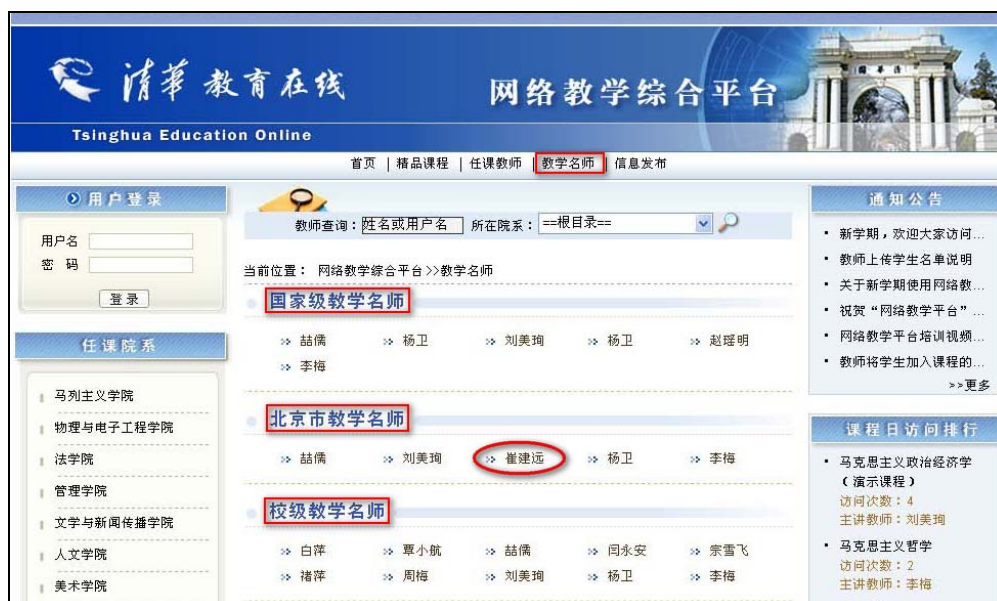 清華教育在线
Tsinghua Education Online
网络教学综合平台
首页 | 精品课程 | 任课教师 | 教学名师 | 信息发布
用户登录
用户名
密 码
登录
任课院系
马列主义学院
物理与电子工程学院
法学院
管理学院
文学与新闻传播学院
人文学院
美术学院
教师查询：姓名或用户名 所在院系：==根目录==
当前位置： 网络教学综合平台>>教学名师
国家级教学名师
喆儒 杨卫 刘美珣 杨卫 赵瑶明
李梅
北京市教学名师
喆儒 刘美珣 崔建远 杨卫 李梅
校级教学名师
白萍 覃小航 喆儒 闫永安 宗雪飞
褚萍 周梅 刘美珣 杨卫 李梅
通知公告
新学期，欢迎大家访问...
教师上传学生名单说明
关于新学期使用网络教...
祝贺“网络教学平台”...
网络教学平台培训视频...
教师将学生加入课程的...
>>更多
课程日访问排行
马克思主义政治经济学
（演示课程）
访问次数：4
主讲教师：刘美珣
马克思主义哲学
访问次数：2
主讲教师：李梅